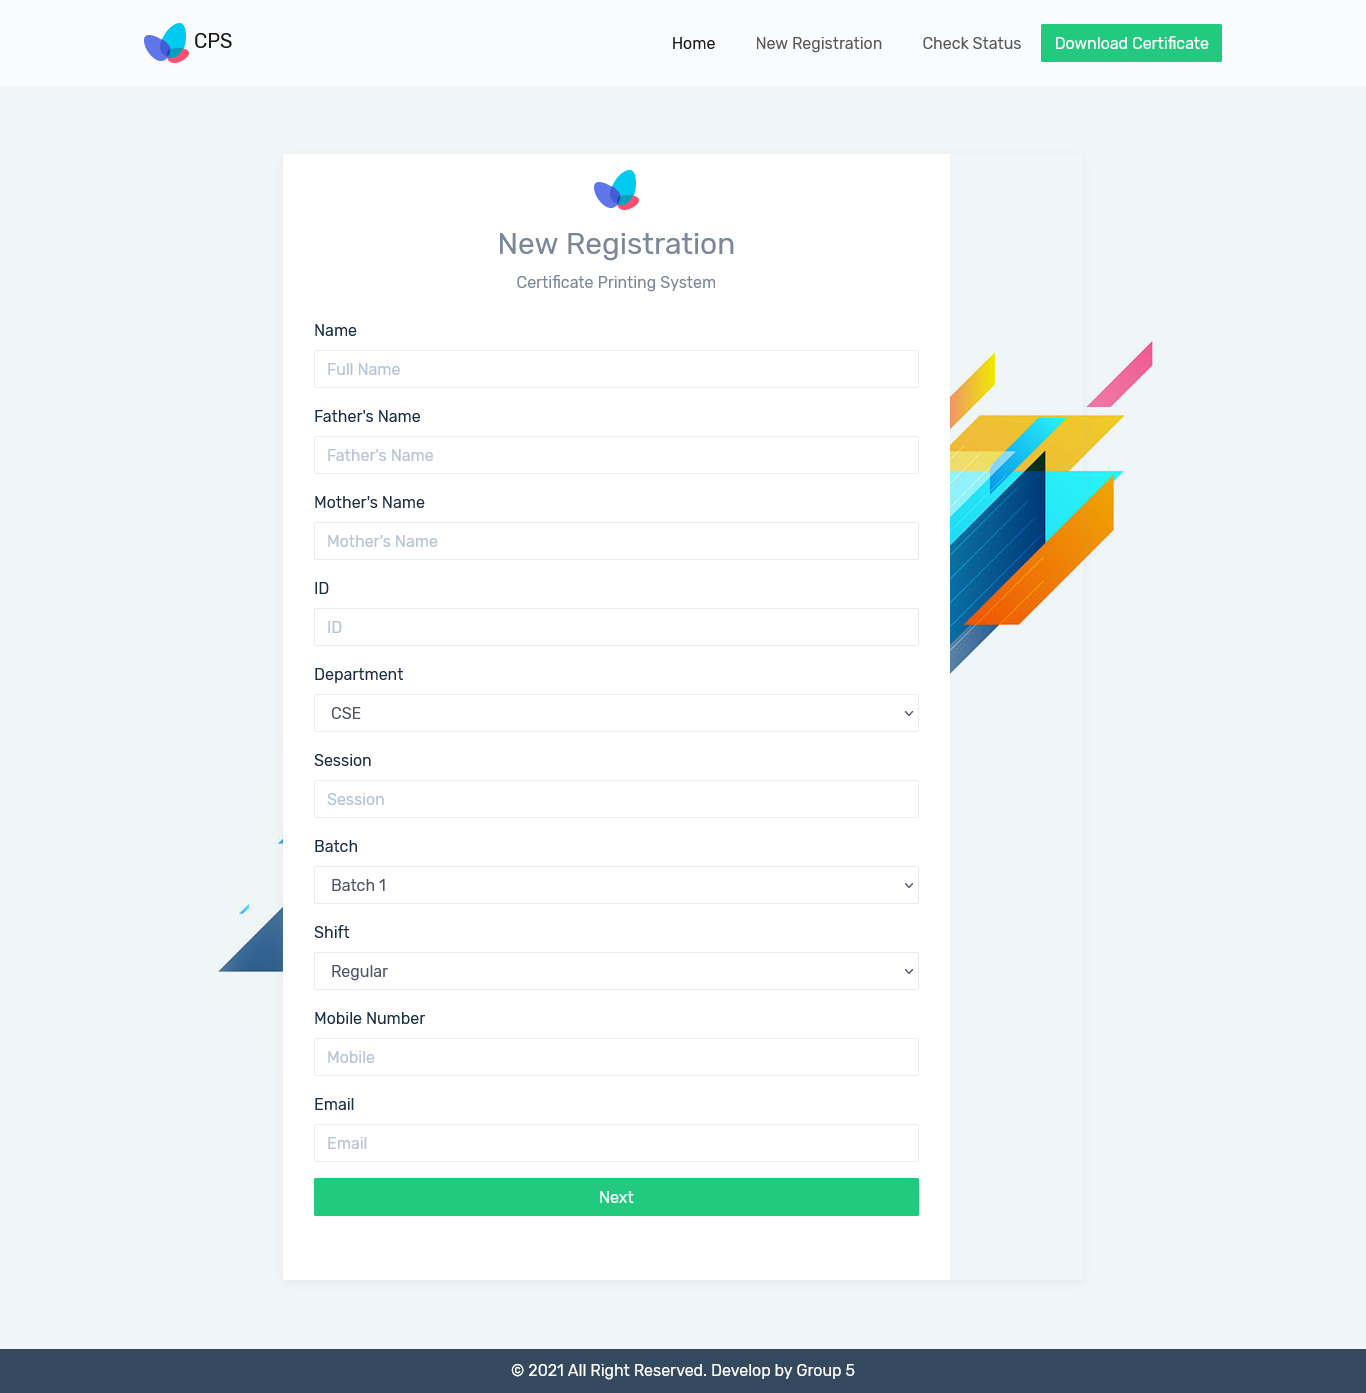 CPS
Home
New Registration
Check Status
Download Certificate
New Registration
Certificate Printing System
Name
Full Name
Father's Name
Father's Name
Mother's Name
Mother's Name
ID
ID
Department
CSE
Session
Session
Batch
Batch 1
Shift
Regular
Mobile Number
Mobile
Email
Email
Next
© 2021 All Right Reserved. Develop by Group 5